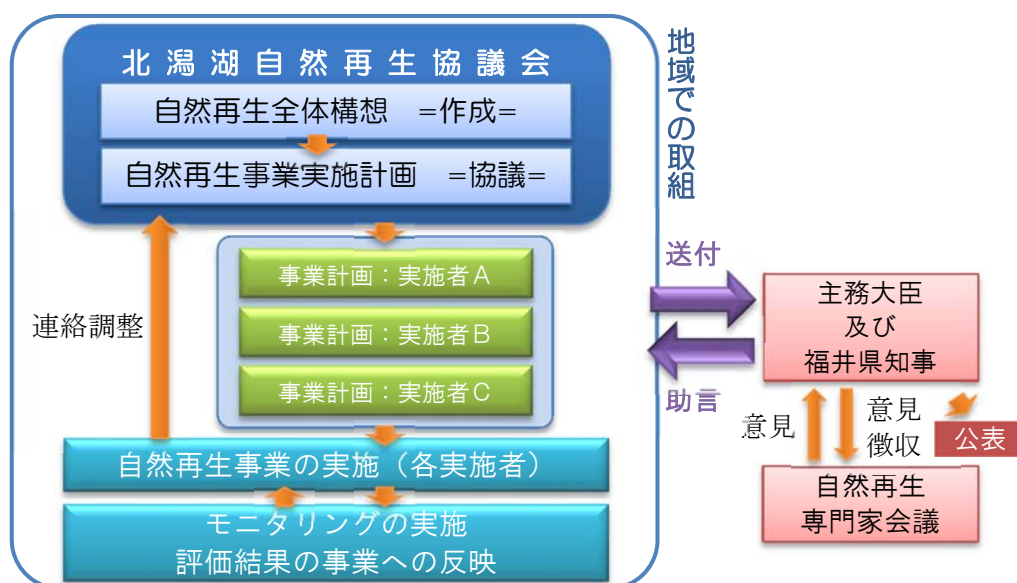 北潟湖自然再生協議会
自然再生全体構想 =作成=
自然再生事業実施計画 =協議=
地域での取組
事業計画：実施者A
事業計画：実施者B
事業計画：実施者C
連絡調整
自然再生事業の実施（各実施者）
モニタリングの実施
評価結果の事業への反映
送付
助言
主務大臣
及び
福井県知事
意見
意見
徴収
公表
自然再生
専門家会議